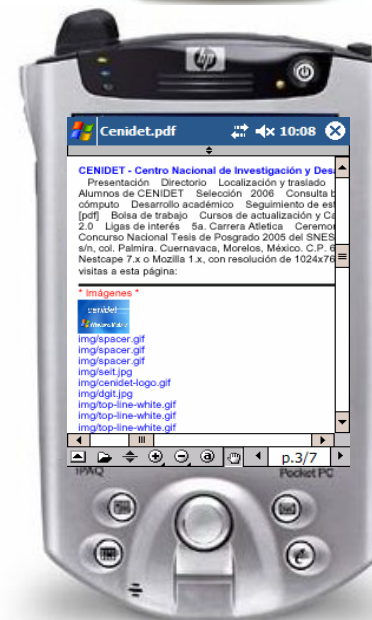 hp
Cenidet.pdf 10:08
CENIDET - Centro Nacional de Investigación y Des
Presentación Directorio Localización y traslado
Alumnos de CENIDET Selección 2006 Consulta b
cómputo Desarrollo académico Seguimiento de es
[pdf] Bolsa de trabajo Cursos de actualización y Ca
2.0 Ligas de interés 5a. Carrera Atletica Ceremor
Concurso Nacional Tesis de Posgrado 2005 del SNES
s/n, col. Palmira. Cuernavaca, Morelos, México. C.P. 6
Nestcape 7.x o Mozilla 1.x, con resolución de 1024x76
visitas a esta página:
* Imágenes *
cenidet
img/spacer.gif
img/spacer.gif
img/spacer.gif
img/seit.jpg
img/cenidet-logo.gif
img/dgit.jpg
img/top-line-white.gif
img/top-line-white.gif
img/top-line-white.gif
p.3/7
iPAQ Pocket PC